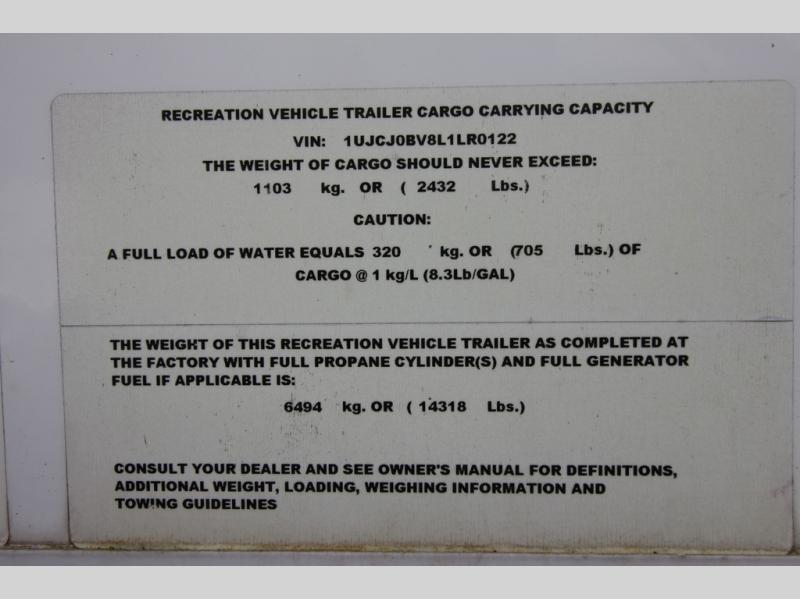 RECREATION VEHICLE TRAILER CARGO CARRYING CAPACITY
VIN: 1UJCJ0BV8L1LR0122
THE WEIGHT OF CARGO SHOULD NEVER EXCEED:
1103 kg. OR ( 2432 Lbs.)
CAUTION:
A FULL LOAD OF WATER EQUALS 320 kg. OR (705 Lbs.) OF
CARGO @ 1 kg/L (8.3Lb/GAL)
THE WEIGHT OF THIS RECREATION VEHICLE TRAILER AS COMPLETED AT
THE FACTORY WITH FULL PROPANE CYLINDER(S) AND FULL GENERATOR
FUEL IF APPLICABLE IS:
6494 kg. OR ( 14318 Lbs.)
CONSULT YOUR DEALER AND SEE OWNER'S MANUAL FOR DEFINITIONS,
ADDITIONAL WEIGHT, LOADING, WEIGHING INFORMATION AND
TOWING GUIDELINES